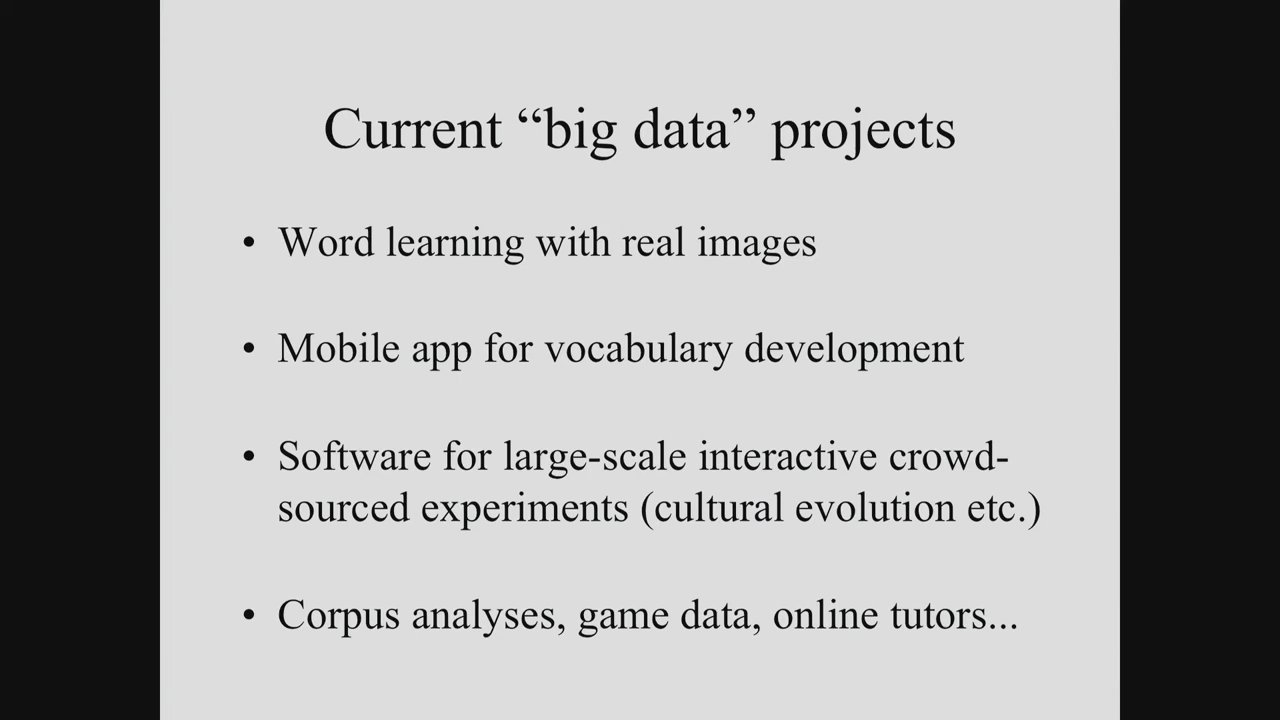 Current “big data” projects
• Word learning with real images
• Mobile app for vocabulary development
• Software for large-scale interactive crowd-
sourced experiments (cultural evolution etc.)
• Corpus analyses, game data, online tutors...